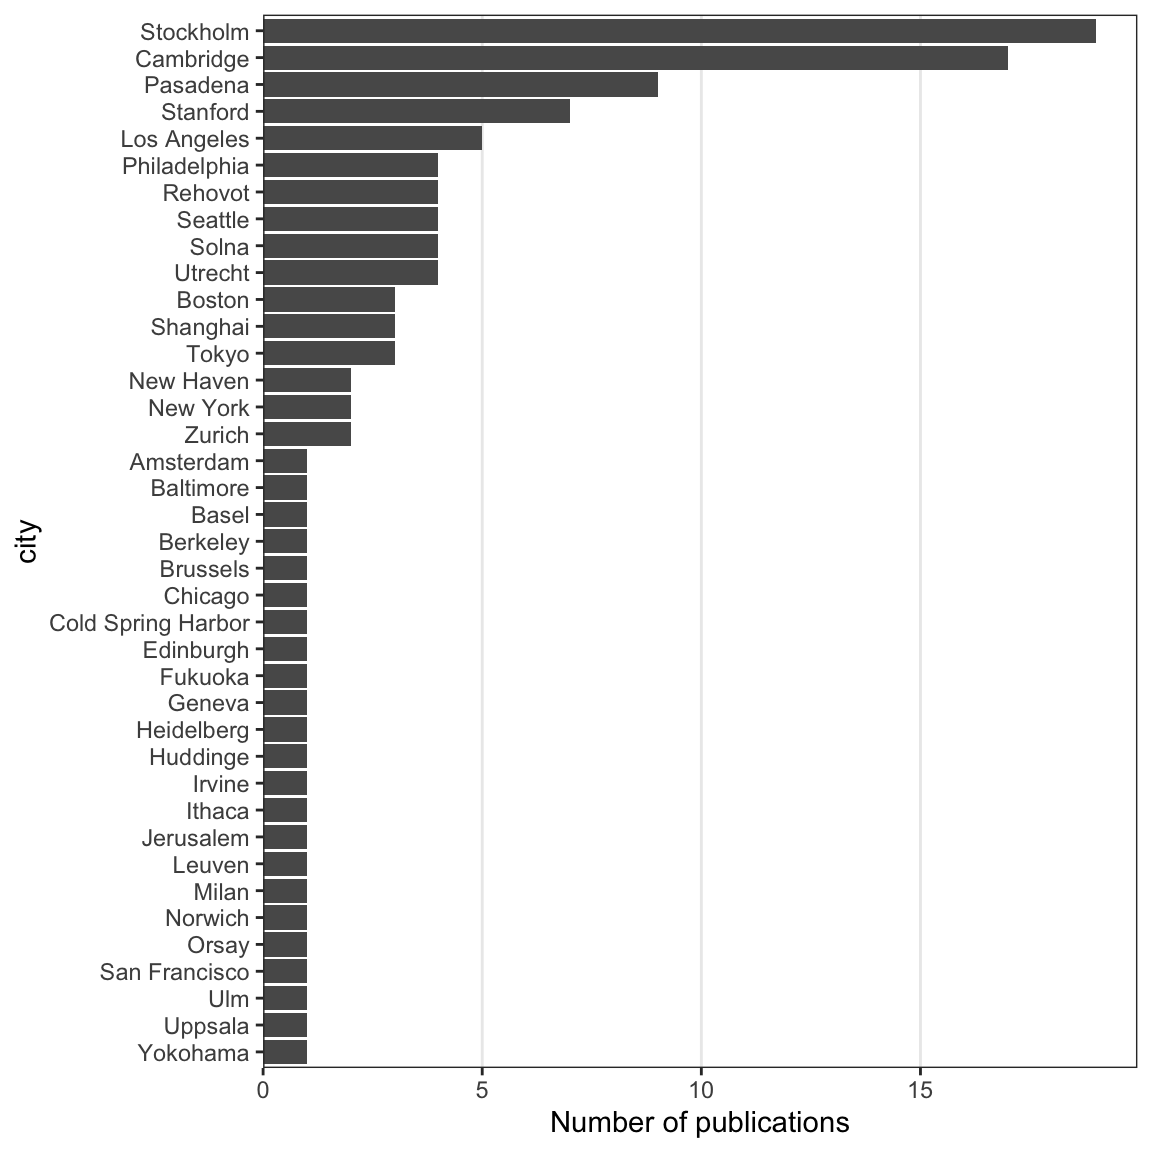 Stockholm
Cambridge
Pasadena
Stanford
Los Angeles
Philadelphia
Rehovot
Seattle
Solna
Utrecht
Boston
Shanghai
Tokyo
New Haven
New York
Zurich
Amsterdam
Baltimore
Basel
Berkeley
Brussels
Chicago
Cold Spring Harbor
Edinburgh
Fukuoka
Geneva
Heidelberg
Huddinge
Irvine
Ithaca
Jerusalem
Leuven
Milan
Norwich
Orsay
San Francisco
Ulm
Uppsala
Yokohama
city
0 5 10 15
Number of publications